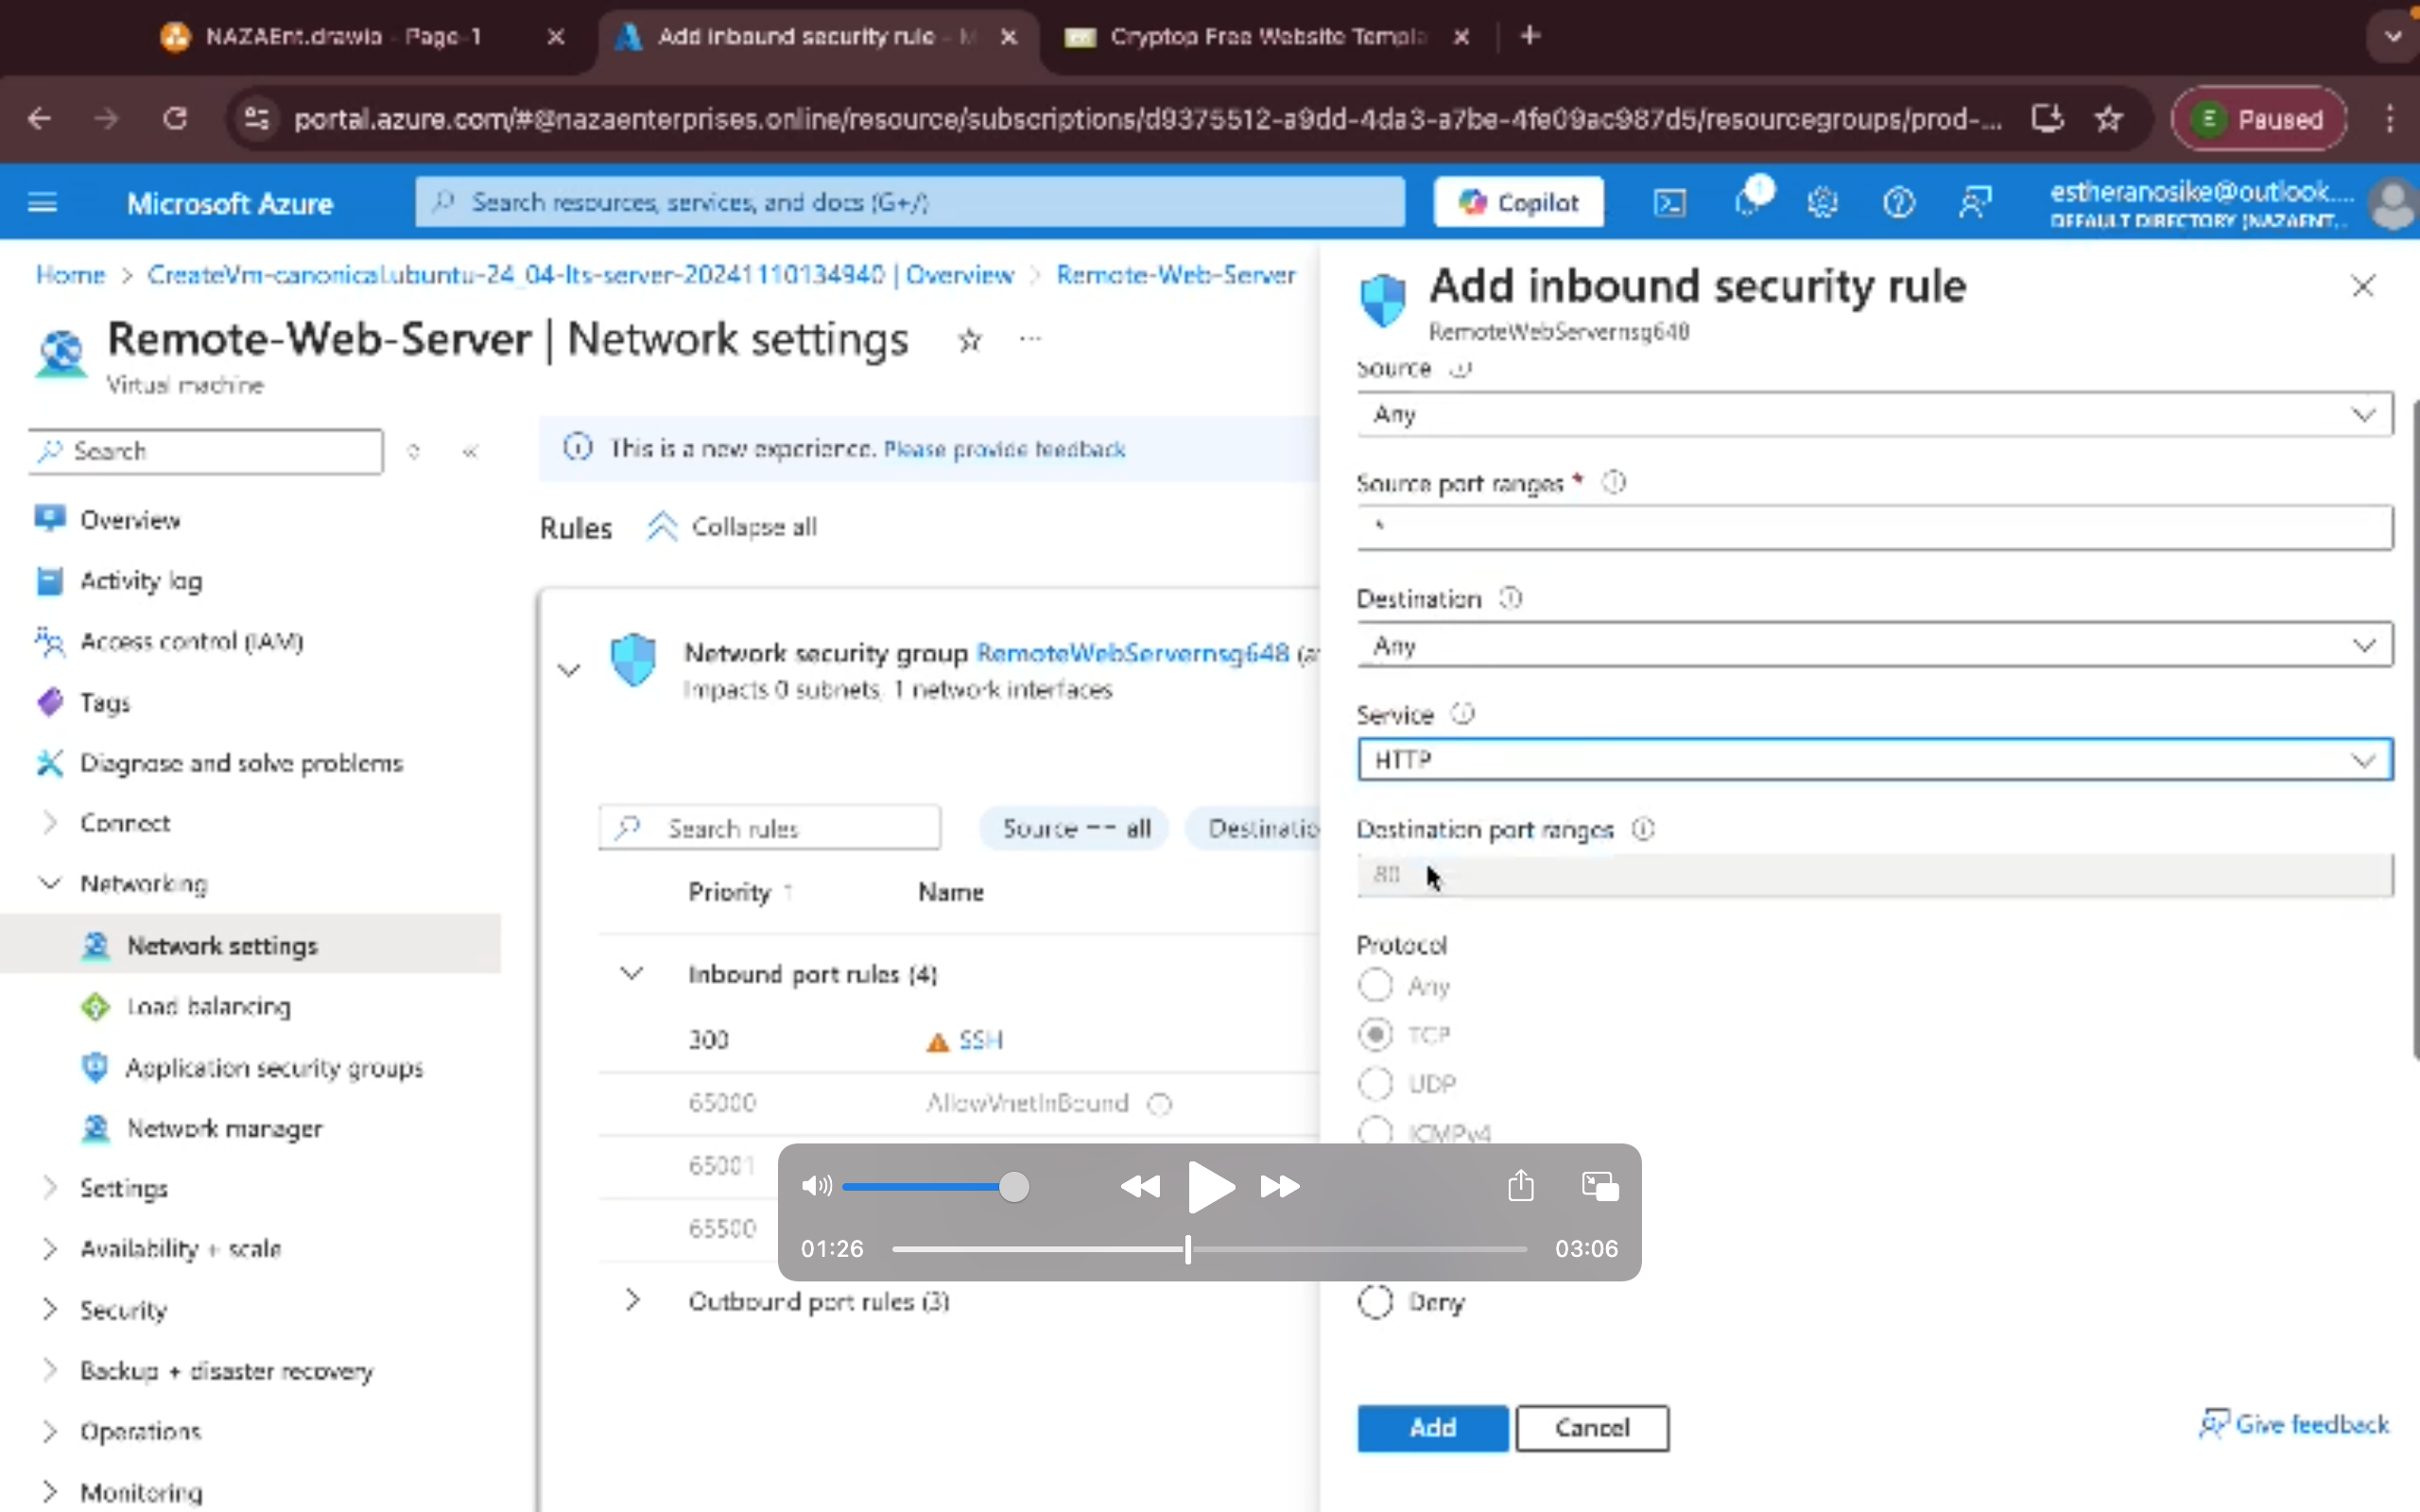 NAZAEnt.drawio - Page-1
Add inbound security rule - M
Cryptop Free Website Templa
portal.azure.com/#@nazaenterprises.online/resource/subscriptions/d9375512-a9dd-4da3-a7be-4fe09ac987d5/resourcegroups/prod-...
E Paused
Microsoft Azure
Search resources, services, and docs (G+/)
Copilot
1
estheranosike@outlook....
DEFAULT DIRECTORY (NAZAENT...
Home > CreateVm-canonical.ubuntu-24_04-lts-server-20241110134940 | Overview > Remote-Web-Server
Remote-Web-Server | Network settings
Virtual machine
Search
Overview
Activity log
Access control (IAM)
Tags
Diagnose and solve problems
Connect
Networking
Network settings
Load balancing
Application security groups
Network manager
Settings
Availability + scale
Security
Backup + disaster recovery
Operations
Monitoring
This is a new experience. Please provide feedback
Rules
Collapse all
Network security group RemoteWebServernsg648 (a
Impacts 0 subnets, 1 network interfaces
Search rules
Source == all
Destinatio
Priority ↑ Name
Inbound port rules (4)
300 SSH
65000 AllowVnetInBound
65001
65500
Outbound port rules (3)
Add inbound security rule
RemoteWebServernsg648
Source
Any
Source port ranges *
*
Destination
Any
Service
HTTP
Destination port ranges
80
Protocol
Any
TCP
UDP
ICMPv4
Deny
Add
Cancel
Give feedback
01:26
03:06